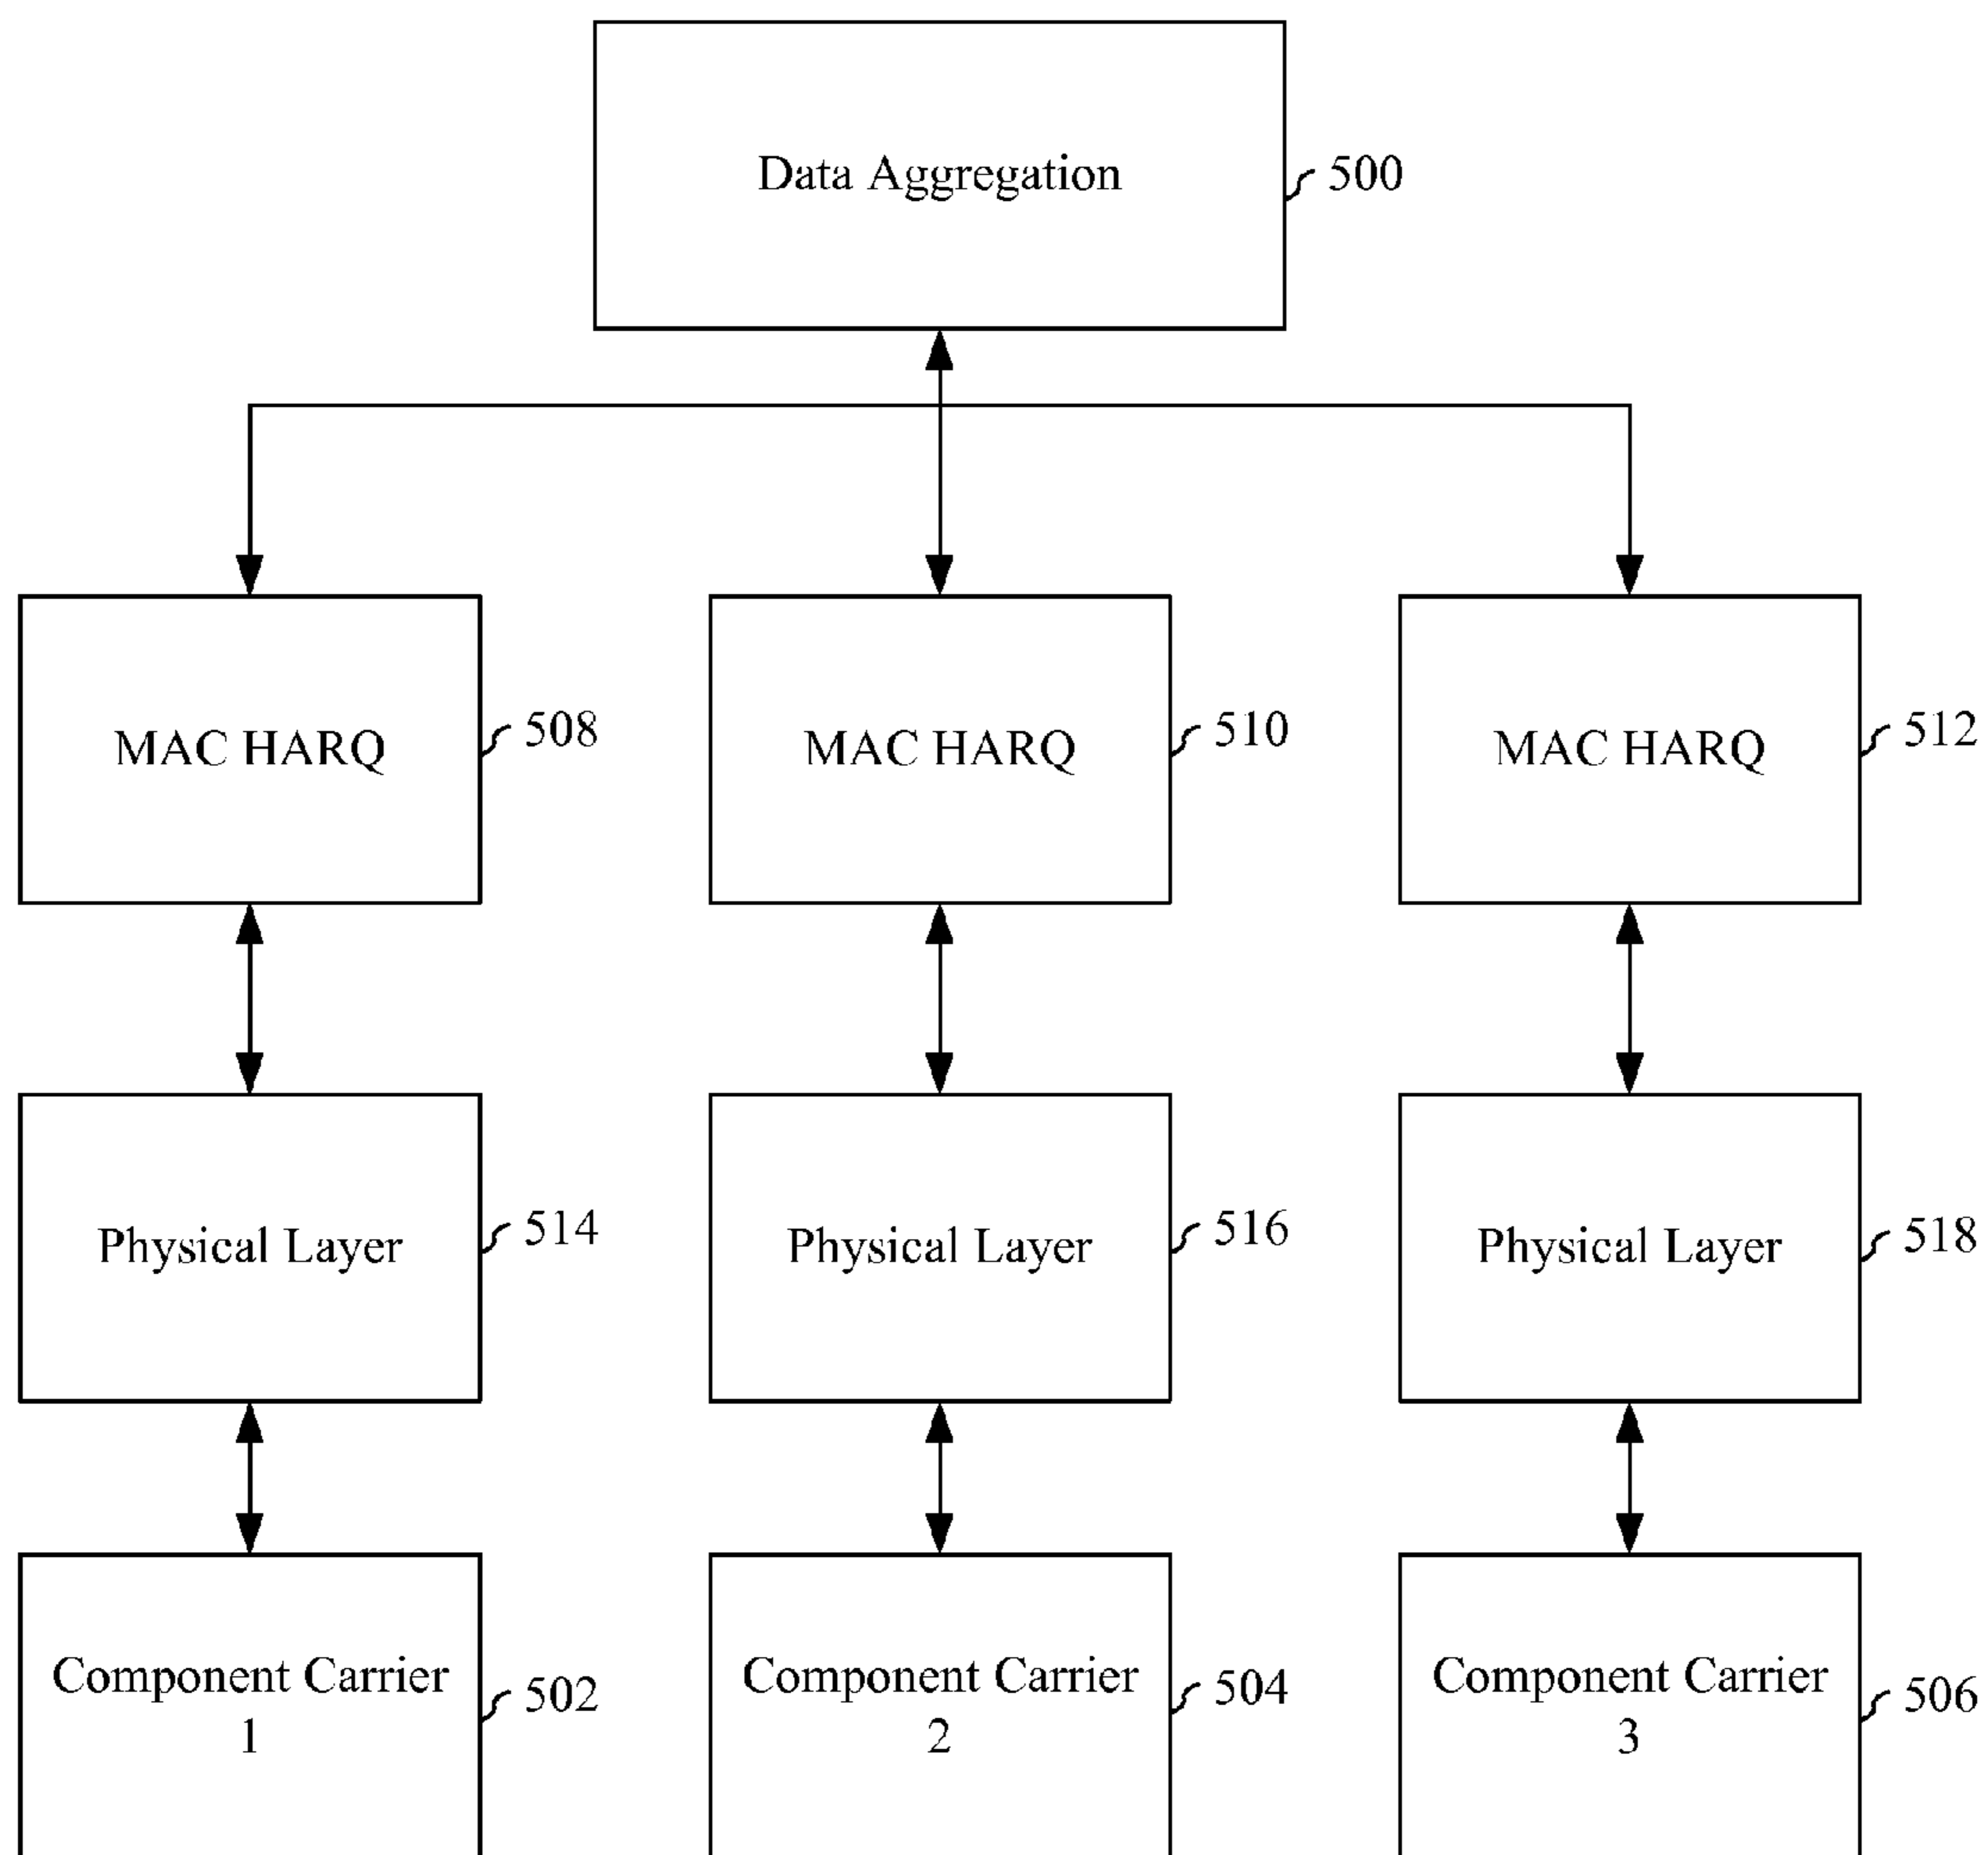 Data Aggregation
500
MAC HARQ
508
MAC HARQ
510
MAC HARQ
512
Physical Layer
514
Physical Layer
516
Physical Layer
518
Component Carrier
1
502
Component Carrier
2
504
Component Carrier
3
506